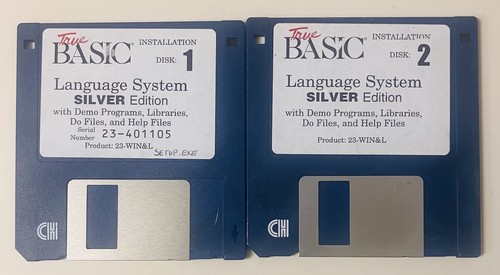 True
BASIC
INSTALLATION
DISK: 1
Language System
SILVER Edition
with Demo Programs, Libraries,
Do Files, and Help Files
Serial
Number 23-401105
Product: 23-WIN&L
SETUP.EXE
True
BASIC
INSTALLATION
DISK: 2
Language System
SILVER Edition
with Demo Programs, Libraries,
Do Files, and Help Files
Product: 23-WIN&L